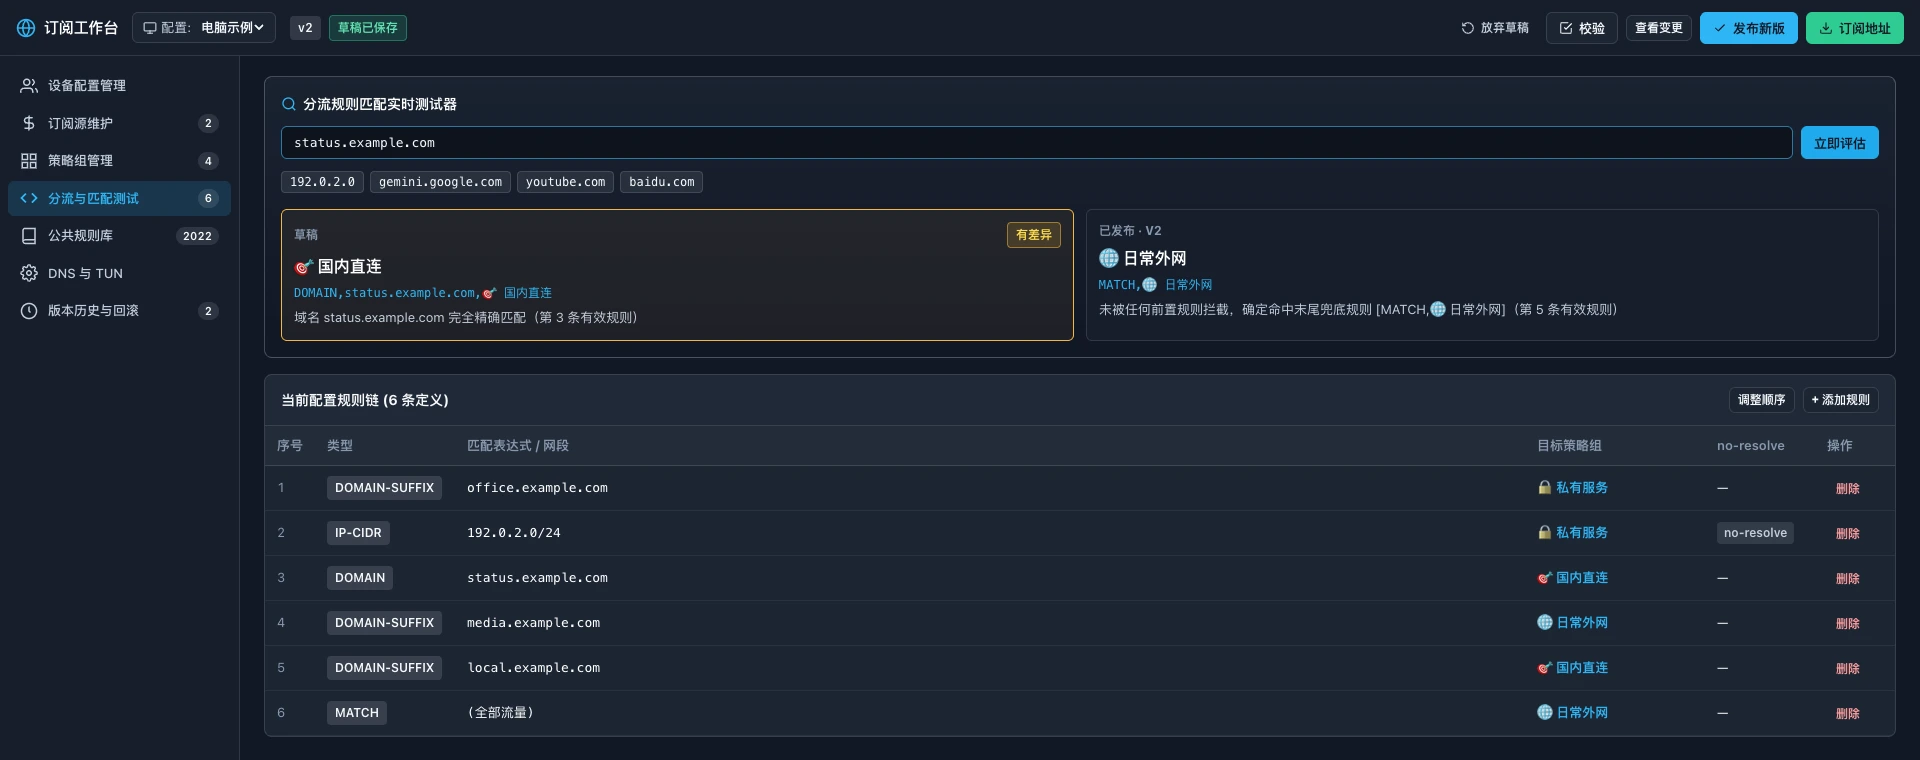 订阅工作台
配置: 电脑示例
v2
草稿已保存
放弃草稿
校验
查看变更
发布新版
订阅地址
设备配置管理
订阅源维护 2
策略组管理 4
分流与匹配测试 6
公共规则库 2022
DNS 与 TUN
版本历史与回滚 2
分流规则匹配实时测试器
status.example.com
立即评估
192.0.2.0 gemini.google.com youtube.com baidu.com
草稿
有差异
🎯 国内直连
DOMAIN,status.example.com,🎯 国内直连
域名 status.example.com 完全精确匹配（第 3 条有效规则）
已发布 · V2
🌐 日常外网
MATCH,🌐 日常外网
未被任何前置规则拦截，确定命中末尾兜底规则 [MATCH,🌐 日常外网]（第 5 条有效规则）
当前配置规则链 (6 条定义)
调整顺序
+ 添加规则
序号 类型 匹配表达式 / 网段 目标策略组 no-resolve 操作
1 DOMAIN-SUFFIX office.example.com 🔒 私有服务 — 删除
2 IP-CIDR 192.0.2.0/24 🔒 私有服务 no-resolve 删除
3 DOMAIN status.example.com 🎯 国内直连 — 删除
4 DOMAIN-SUFFIX media.example.com 🌐 日常外网 — 删除
5 DOMAIN-SUFFIX local.example.com 🎯 国内直连 — 删除
6 MATCH (全部流量) 🌐 日常外网 — 删除